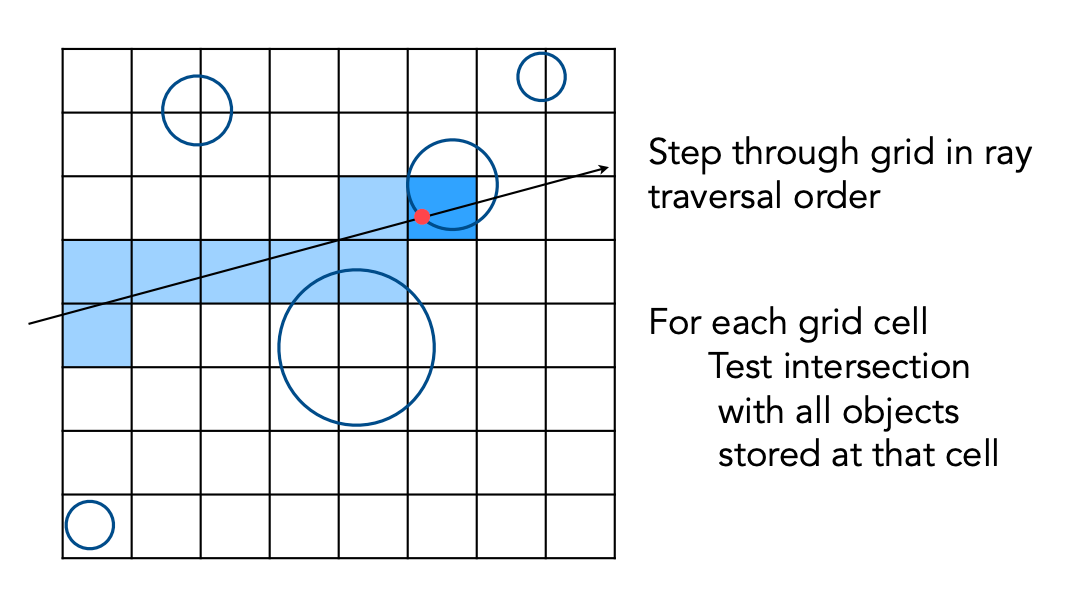 Step through grid in ray
traversal order
For each grid cell
Test intersection
with all objects
stored at that cell